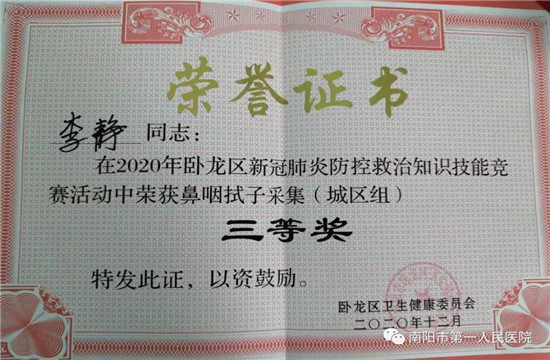 荣誉证书
李静 同志：
在2020年卧龙区新冠肺炎防控救治知识技能竞
赛活动中荣获鼻咽拭子采集（城区组）
三等奖
特发此证，以资鼓励。
卧龙区卫生健康委员会
二〇二〇年十二月
南阳市第一人民医院